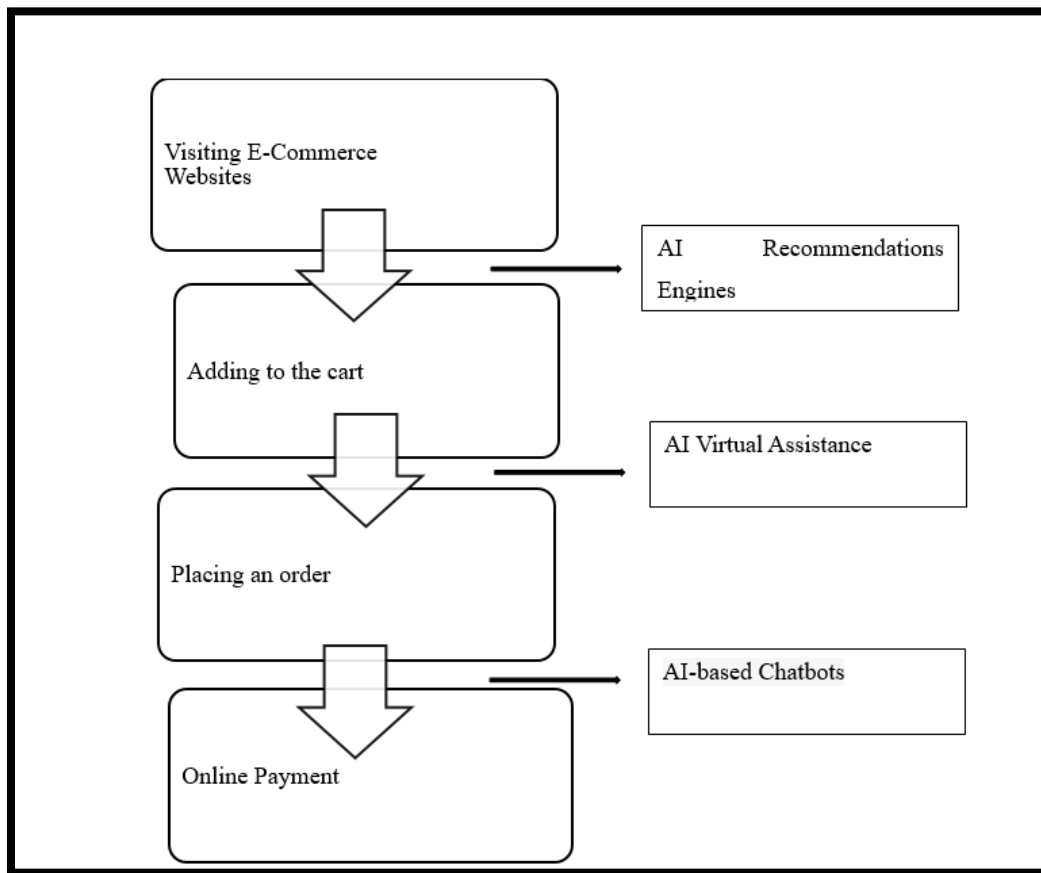 Visiting E-Commerce
Websites
AI Recommendations
Engines
Adding to the cart
AI Virtual Assistance
Placing an order
AI-based Chatbots
Online Payment